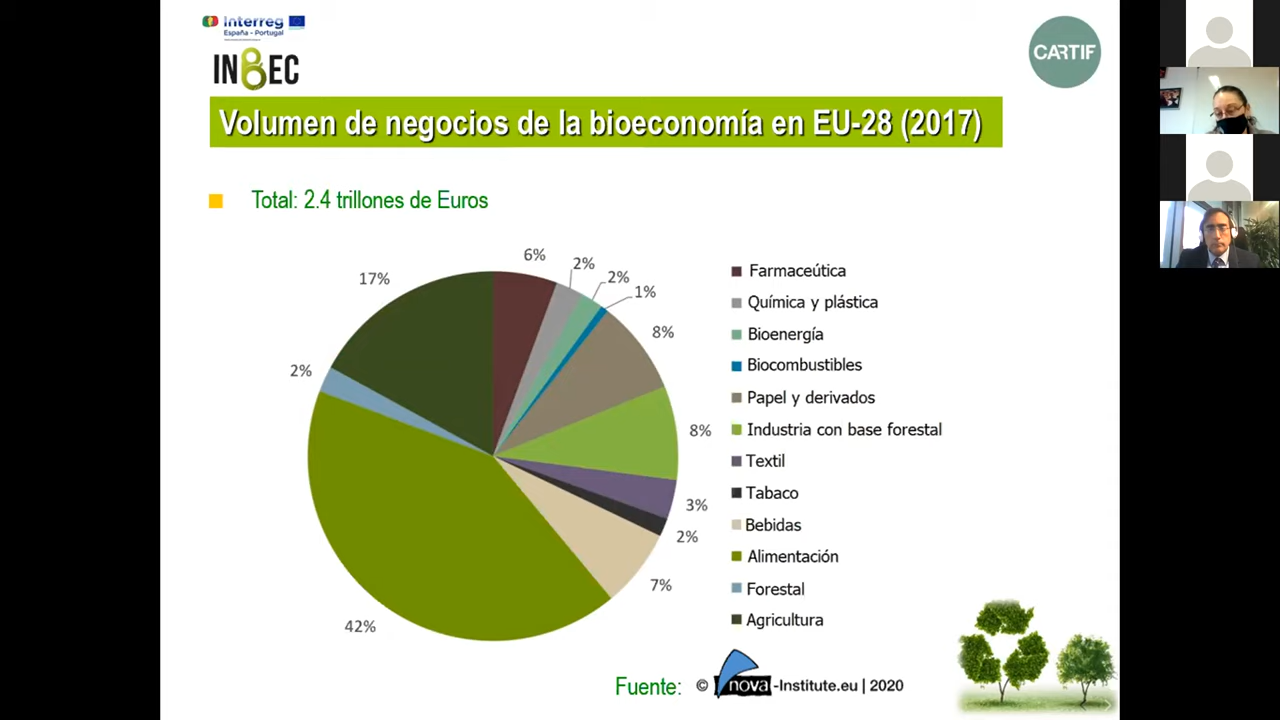 Interreg
España - Portugal
IN8EC
CARTIF
Volumen de negocios de la bioeconomía en EU-28 (2017)
Total: 2.4 trillones de Euros
6%
2%
2%
1%
8%
8%
3%
2%
7%
42%
2%
17%
Farmaceútica
Química y plástica
Bioenergía
Biocombustibles
Papel y derivados
Industria con base forestal
Textil
Tabaco
Bebidas
Alimentación
Forestal
Agricultura
Fuente: © nova-Institute.eu | 2020